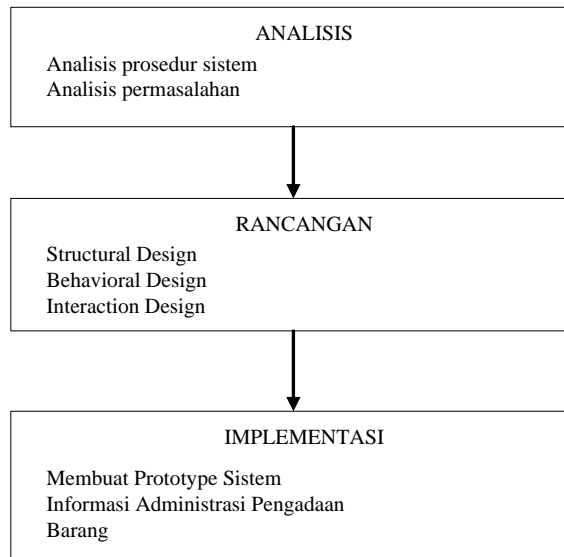 ANALISIS
Analisis prosedur sistem
Analisis permasalahan
RANCANGAN
Structural Design
Behavioral Design
Interaction Design
IMPLEMENTASI
Membuat Prototype Sistem
Informasi Administrasi Pengadaan
Barang